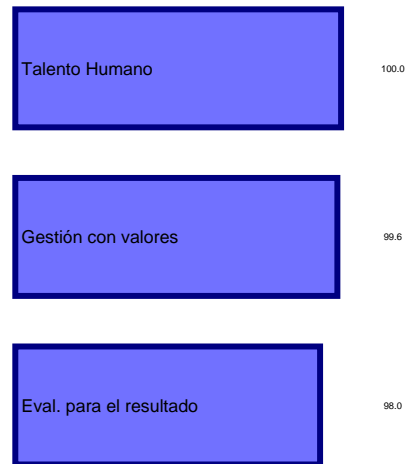 Talento Humano 100.0
Gestión con valores 99.6
Eval. para el resultado 98.0